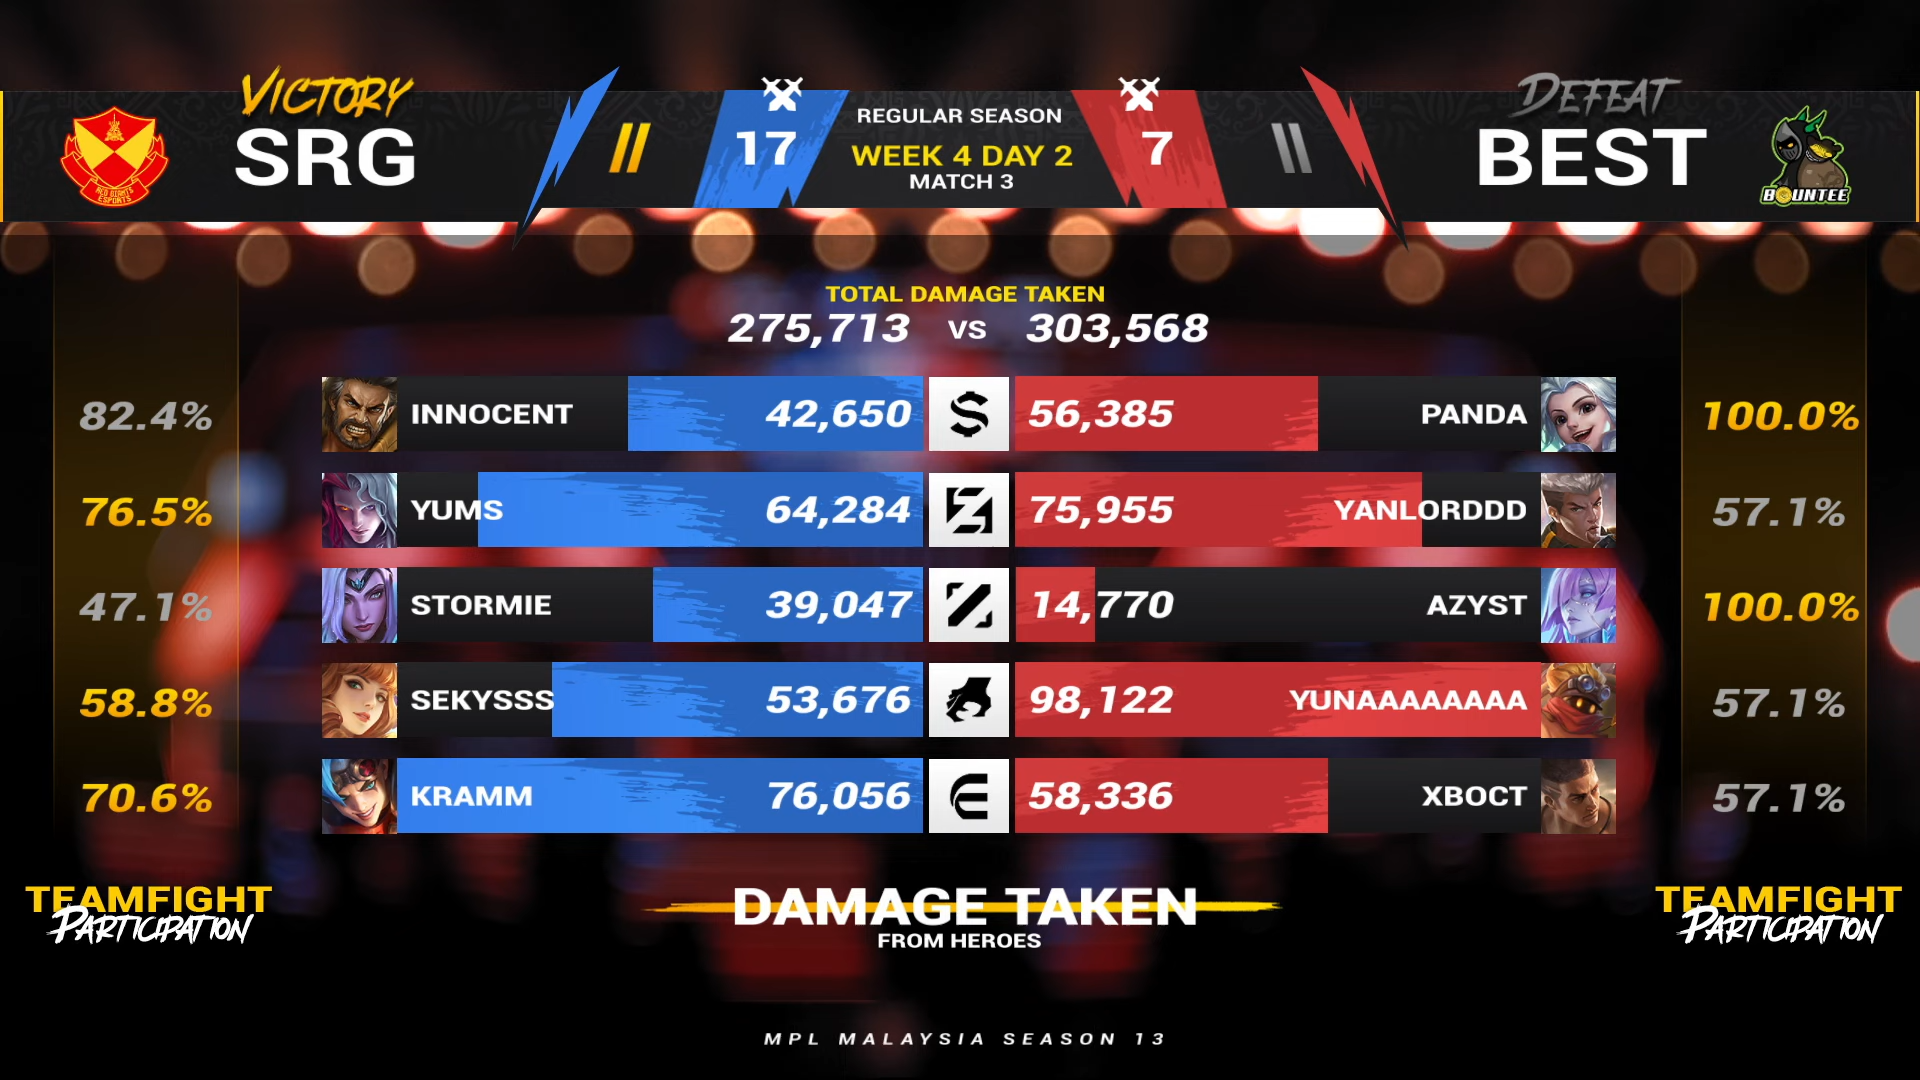 VICTORY
SRG
RED GIANTS
ESPORTS
17
REGULAR SEASON
WEEK 4 DAY 2
MATCH 3
7
DEFEAT
BEST
BOUNTEE
TOTAL DAMAGE TAKEN
275,713 VS 303,568
82.4% INNOCENT 42,650 56,385 PANDA 100.0%
76.5% YUMS 64,284 75,955 YANLORDDD 57.1%
47.1% STORMIE 39,047 14,770 AZYST 100.0%
58.8% SEKYSSS 53,676 98,122 YUNAAAAAAAA 57.1%
70.6% KRAMM 76,056 58,336 XBOCT 57.1%
TEAMFIGHT
PARTICIPATION
DAMAGE TAKEN
FROM HEROES
TEAMFIGHT
PARTICIPATION
MPL MALAYSIA SEASON 13